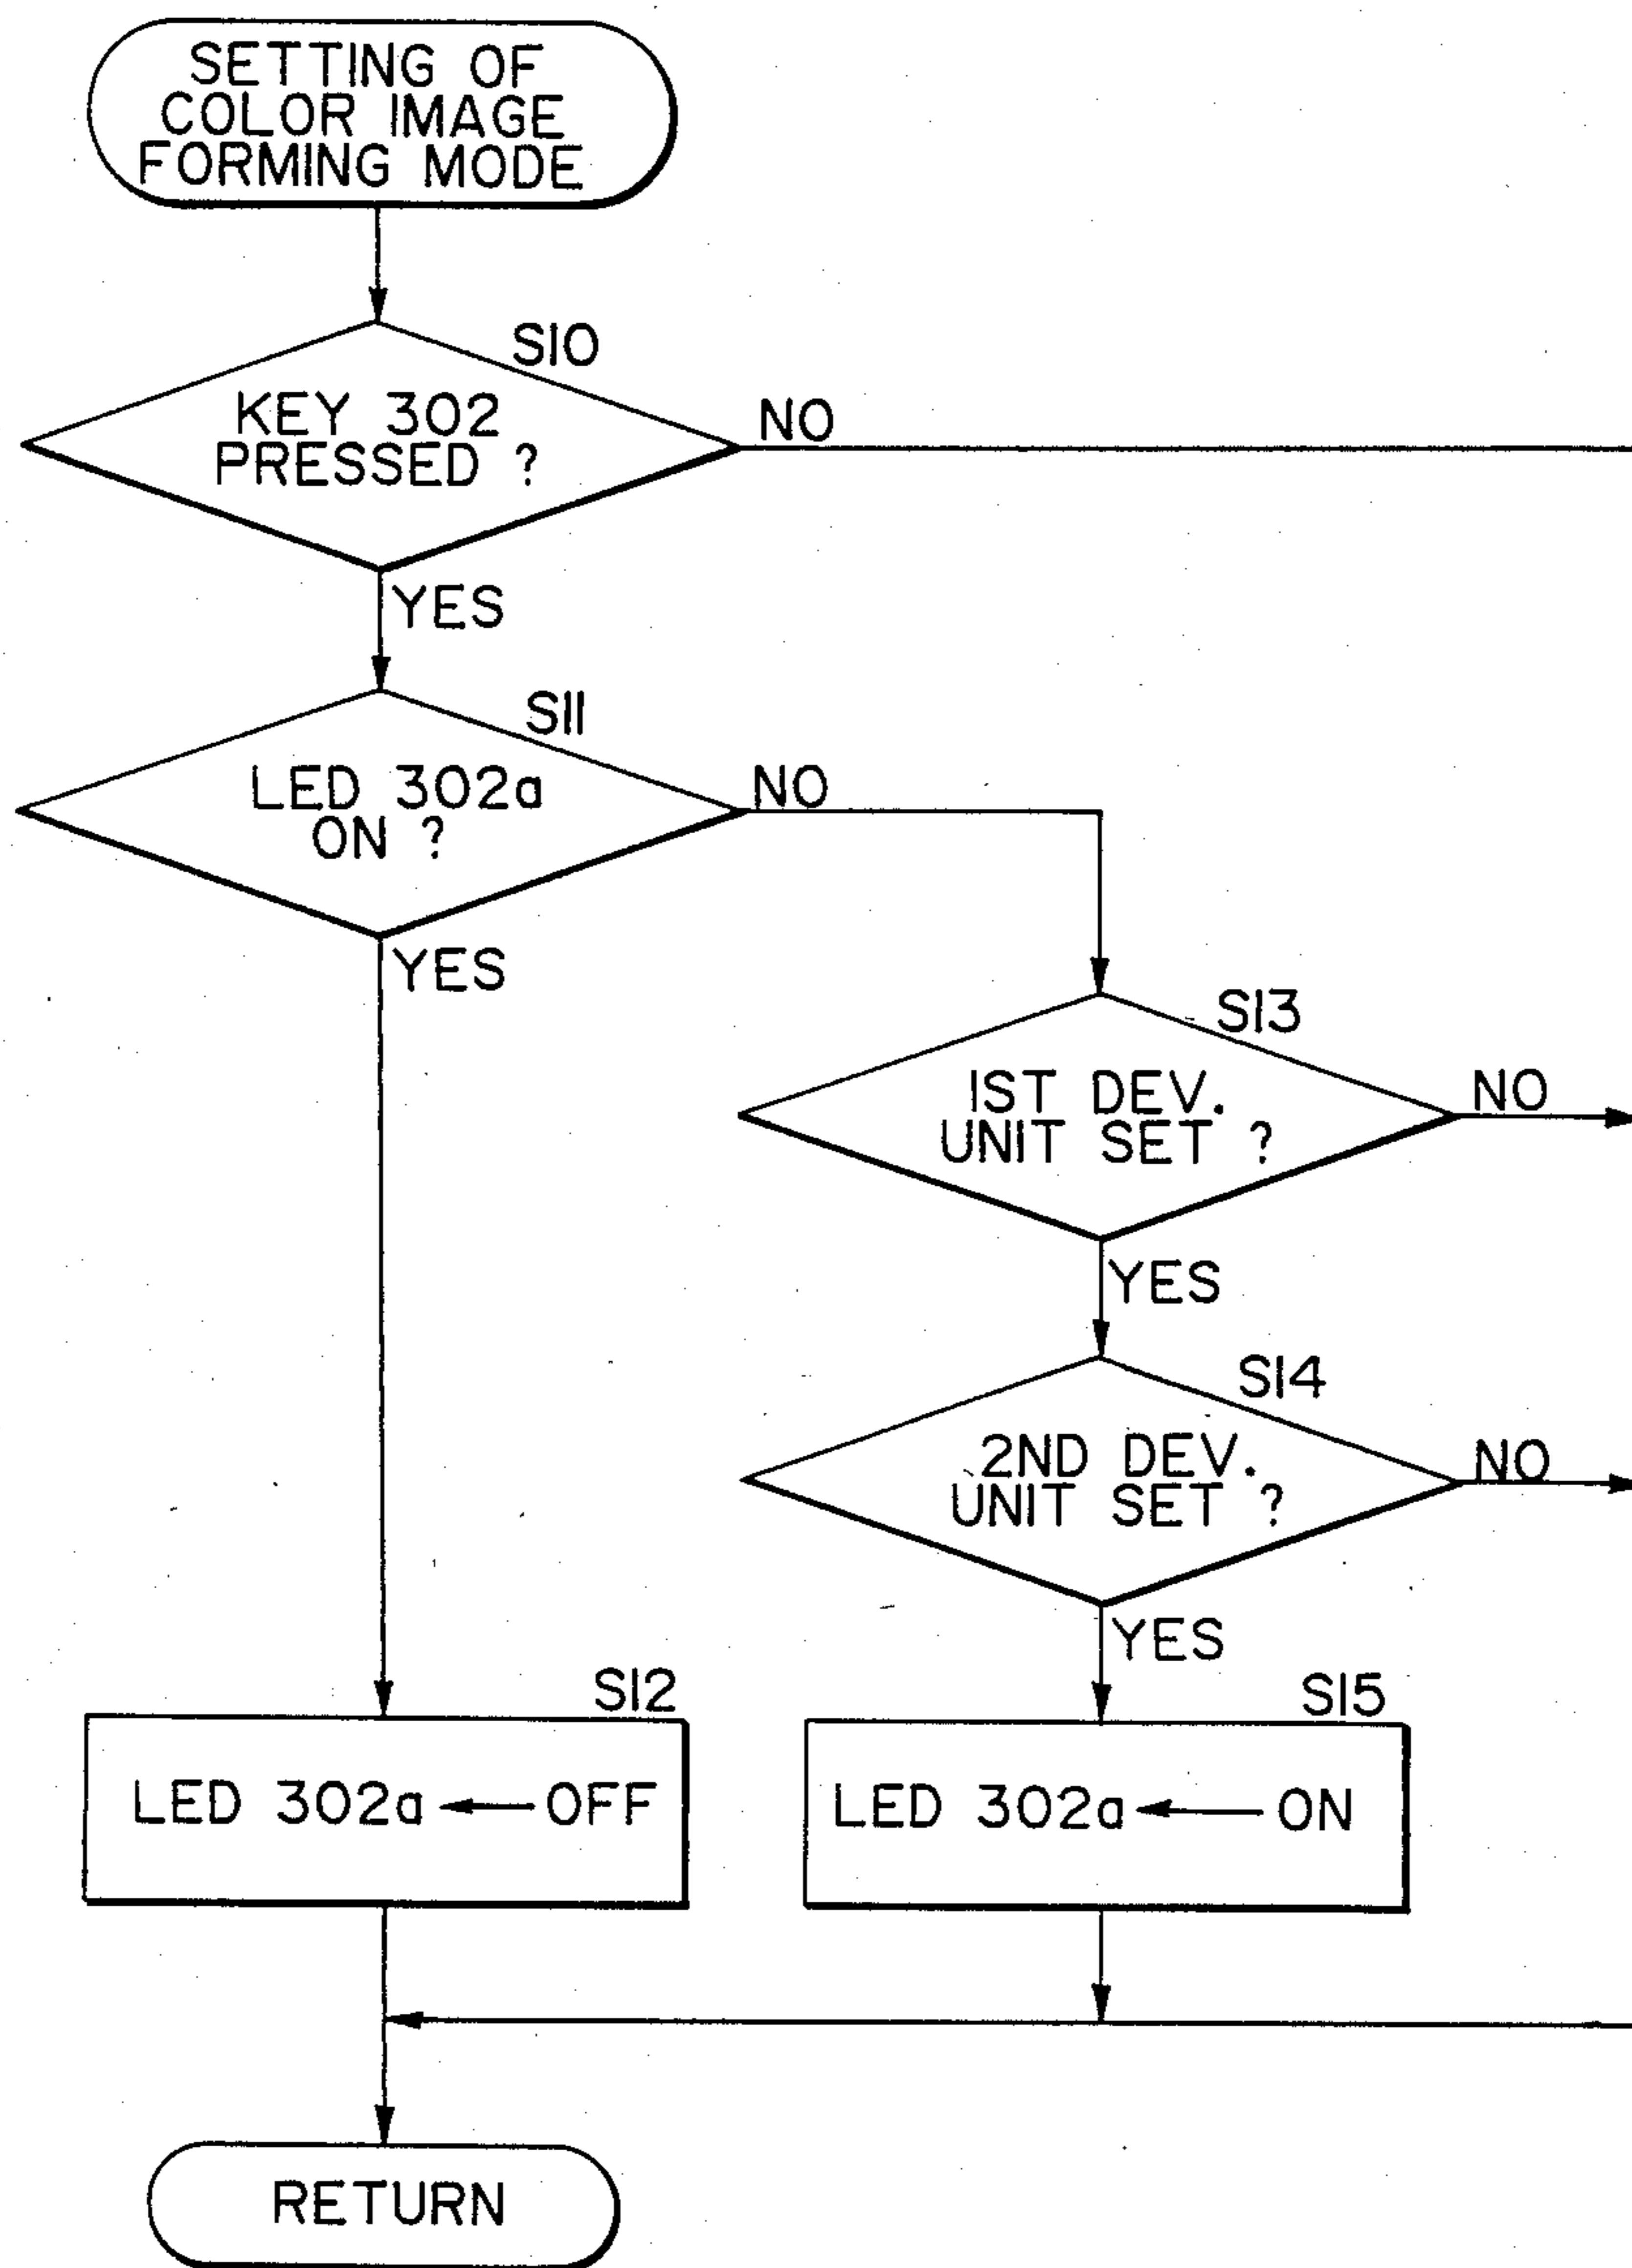 SETTING OF
COLOR IMAGE
FORMING MODE
S10
KEY 302
PRESSED ?
NO
YES
S11
LED 302a
ON ?
NO
YES
S13
1ST DEV.
UNIT SET ?
NO
YES
S14
2ND DEV.
UNIT SET ?
NO
YES
S12
LED 302a ← OFF
S15
LED 302a ← ON
RETURN